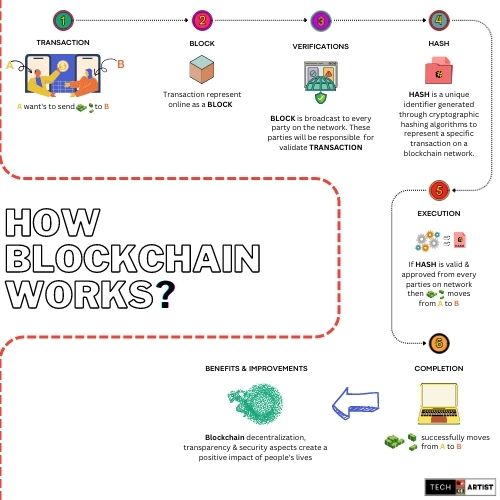 1
TRANSACTION
A
B
A want's to send to B
2
BLOCK
Transaction represent
online as a BLOCK
3
VERIFICATIONS
BLOCK is broadcast to every
party on the network. These
parties will be responsible for
validate TRANSACTION
4
HASH
HASH is a unique
identifier generated
through cryptographic
hashing algorithms to
represent a specific
transaction on a
blockchain network.
HOW
BLOCKCHAIN
WORKS?
5
EXECUTION
If HASH is valid &
approved from every
parties on network
then moves
from A to B
6
COMPLETION
successfully moves
from A to B
BENEFITS & IMPROVEMENTS
Blockchain decentralization,
transparency & security aspects create a
positive impact of people's lives
TECH ARTIST